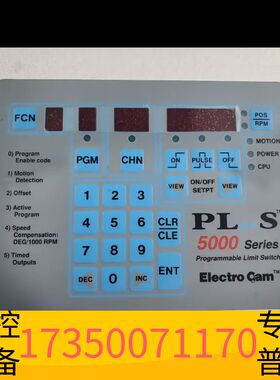 FCN
POS
RPM
MOTION
POWER
CPU
0) Program
Enable code
1) Motion
Detection
2) Offset
3) Active
Program
4) Speed
Compensation:
DEG/1000 RPM
5) Timed
Outputs
PGM
CHN
ON
PULSE
OFF
VIEW
ON/OFF
SETPT
VIEW
1 2 3
4 5 6
7 8 9
DEC 0 INC
CLR
CLE
ENT
PL S
5000 Series
Programmable Limit Switch
Electro Cam™
控 专
备 普
17350071170